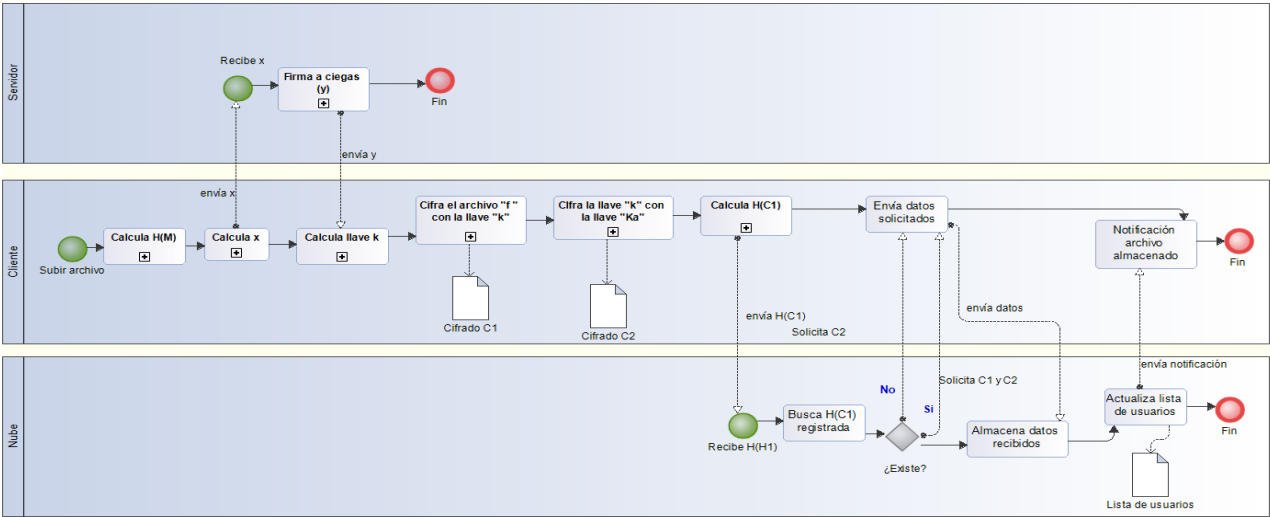 Servidor
Recibe x
Firma a ciegas
(y)
Fin
envía y
Cliente
envía x
Subir archivo
Calcula H(M)
Calcula x
Calcula llave k
Cifra el archivo "f "
con la llave "k"
CIfra la llave "k" con
la llave "Ka"
Calcula H(C1)
Envía datos
solicitados
Notificación
archivo
almacenado
Fin
Cifrado C1
Cifrado C2
envía H(C1)
Solicita C2
envía datos
Nube
envía notificación
Solicita C1 y C2
No
Si
Recibe H(H1)
Busca H(C1)
registrada
¿Existe?
Almacena datos
recibidos
Actualiza lista
de usuarios
Fin
Lista de usuarios